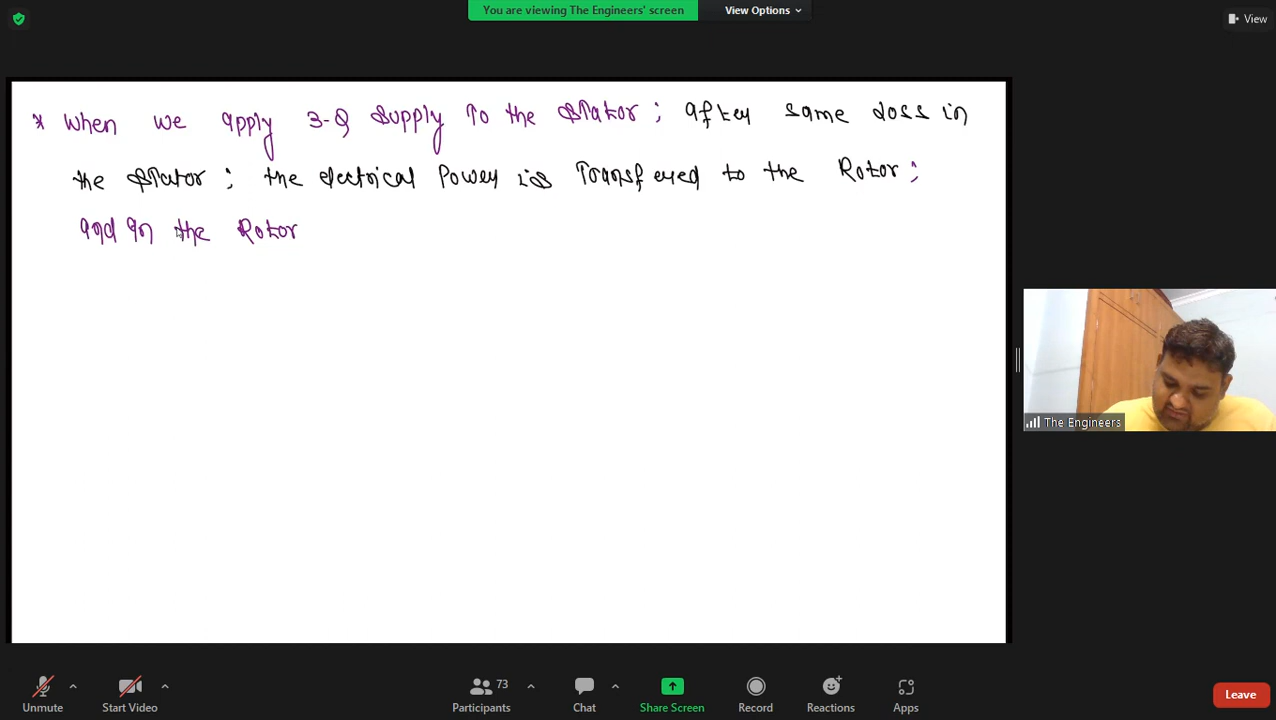 You are viewing The Engineers' screen
View Options
View
* When we apply 3-Φ Supply To the Stator ; after same loss in
the Stator ; the electrical Power is Transfered to the Rotor ;
and in the Rotor
The Engineers
Unmute
Start Video
73
Participants
Chat
Share Screen
Record
Reactions
Apps
Leave